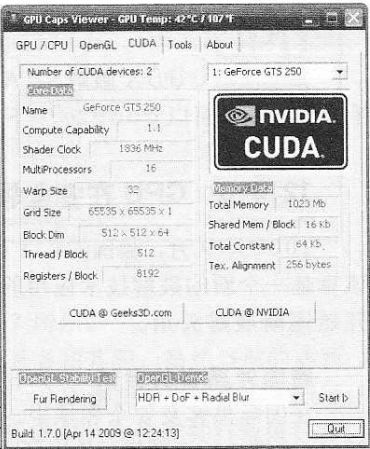 GPU Caps Viewer - GPU Temp: 42°C / 107°F
GPU / CPU OpenGL CUDA Tools About
Number of CUDA devices: 2
1: GeForce GTS 250
Core Data
Name GeForce GTS 250
Compute Capability 1.1
Shader Clock 1836 MHz
MultiProcessors 16
Warp Size 32
Grid Size 65535 x 65535 x 1
Block Dim 512 x 512 x 64
Thread / Block 512
Registers / Block 8192
NVIDIA.
CUDA.
Memory Data
Total Memory 1023 Mb
Shared Mem / Block 16 Kb
Total Constant 64 Kb
Tex. Alignment 256 bytes
CUDA @ Geeks3D.com
CUDA @ NVIDIA
OpenGL Stability Test
Fur Rendering
OpenGL Demos
HDR + DoF + Radial Blur
Start
Build: 1.7.0 [Apr 14 2009 @ 12:24:13]
Quit